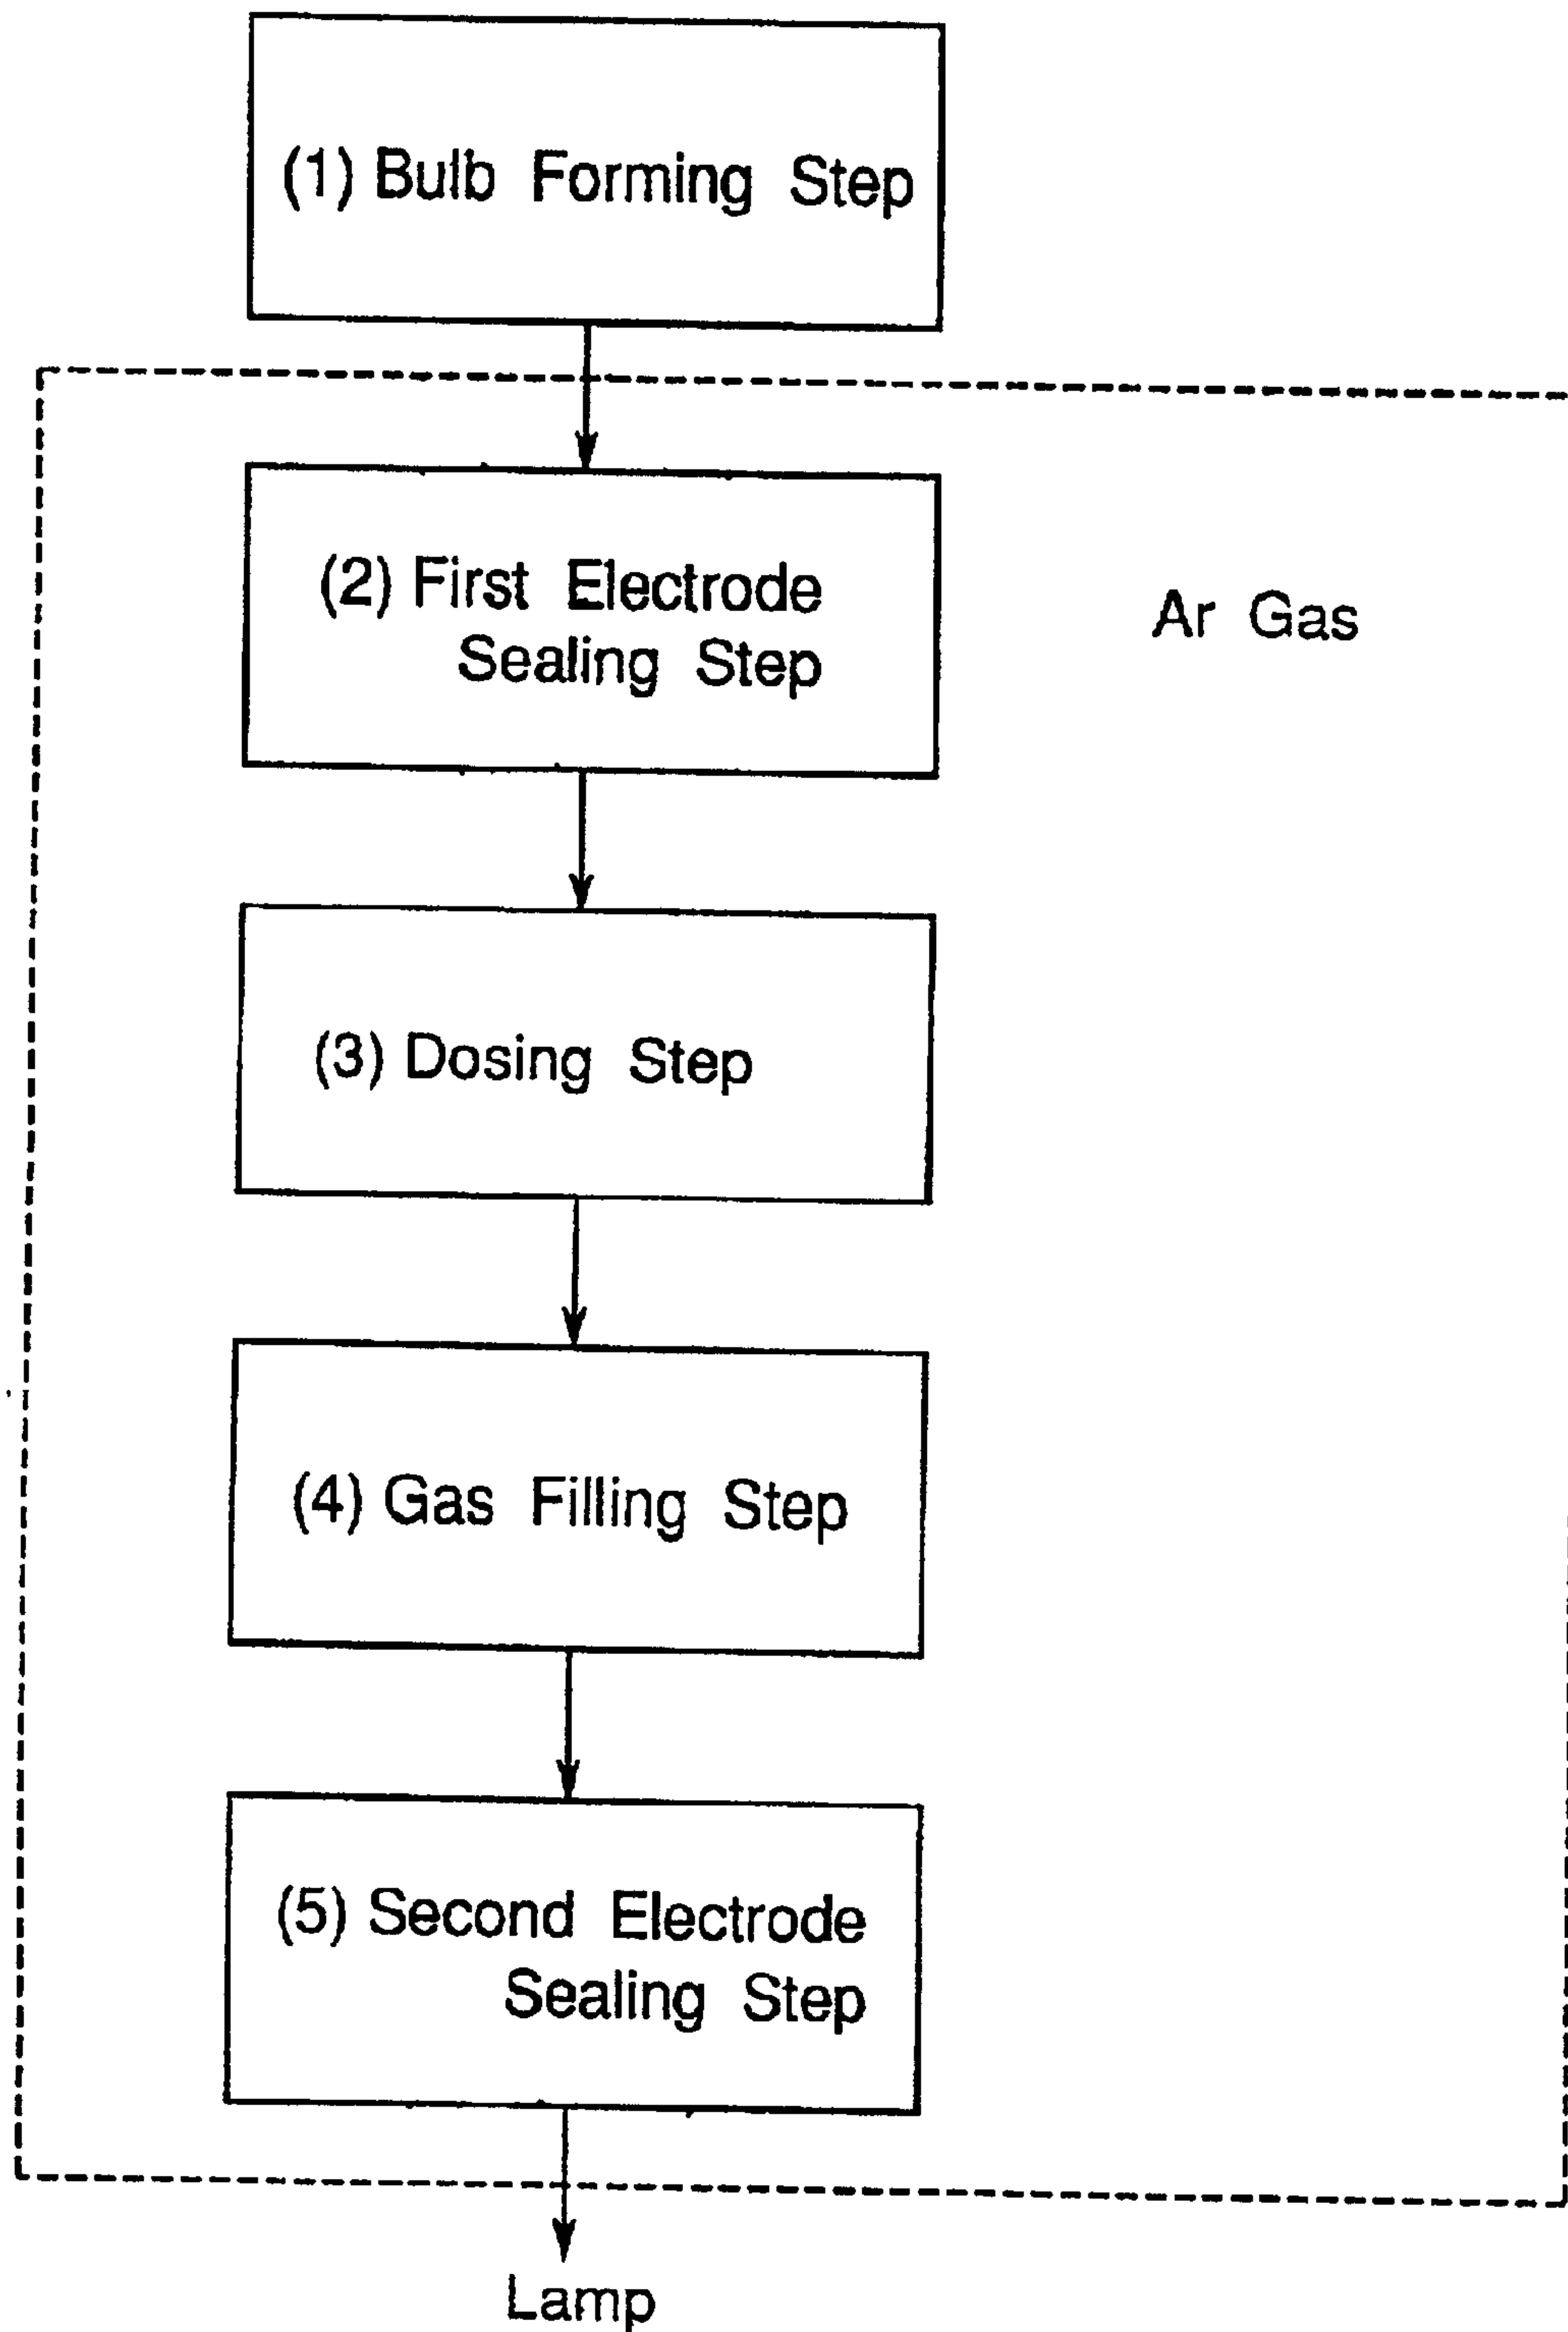 (1) Bulb Forming Step
(2) First Electrode
Sealing Step
Ar Gas
(3) Dosing Step
(4) Gas Filling Step
(5) Second Electrode
Sealing Step
Lamp